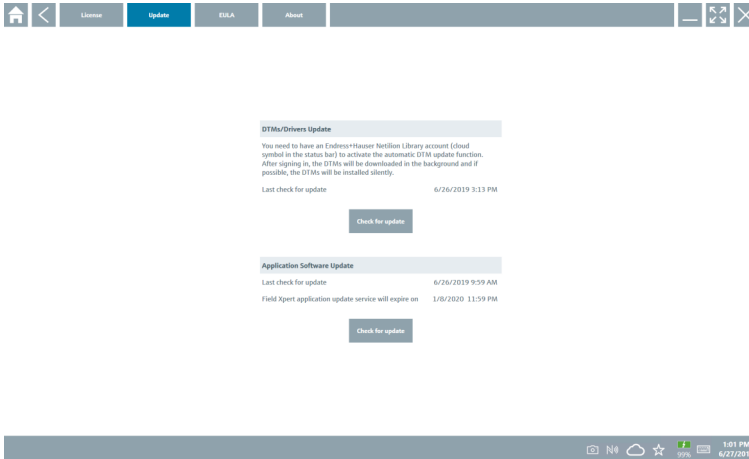 License Update EULA About
DTMs/Drivers Update
You need to have an Endress+Hauser Netilion Library account (cloud
symbol in the status bar) to activate the automatic DTM update function.
After signing in, the DTMs will be downloaded in the background and if
possible, the DTMs will be installed silently.
Last check for update 6/26/2019 3:13 PM
Check for update
Application Software Update
Last check for update 6/26/2019 9:59 AM
Field Xpert application update service will expire on 1/8/2020 11:59 PM
Check for update
99%
1:01 PM
6/27/201